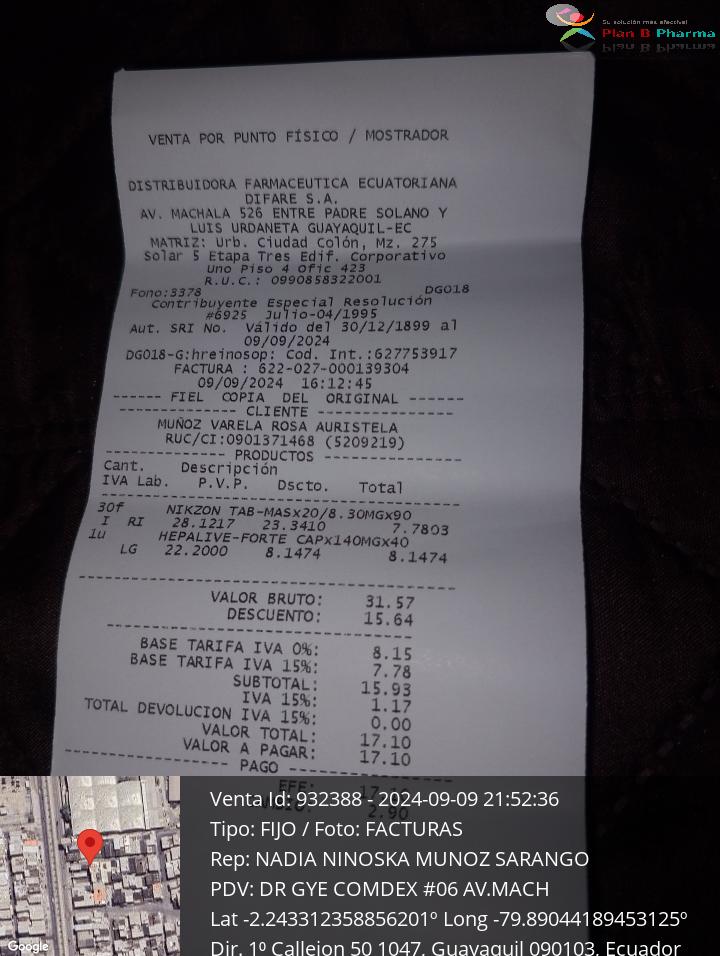 Su solución más efectiva!
Plan B Pharma
VENTA POR PUNTO FÍSICO / MOSTRADOR
DISTRIBUIDORA FARMACEUTICA ECUATORIANA
DIFARE S.A.
AV. MACHALA 526 ENTRE PADRE SOLANO Y
LUIS URDANETA GUAYAQUIL-EC
MATRIZ: Urb. Ciudad Colón, Mz. 275
Solar 5 Etapa Tres Edif. Corporativo
Uno Piso 4 Ofic 423
R.U.C.: 0990858322001
Fono:3378 DG018
Contribuyente Especial Resolución
#6925 Julio-04/1995
Aut. SRI No. Válido del 30/12/1899 al
09/09/2024
DG018-G:hreinosop: Cod. Int.:627753917
FACTURA : 622-027-000139304
09/09/2024 16:12:45
------ FIEL COPIA DEL ORIGINAL ------
--------------- CLIENTE -----------------
MUÑOZ VARELA ROSA AURISTELA
RUC/CI:0901371468 (5209219)
---------------- PRODUCTOS ---------------
Cant. Descripción
IVA Lab. P.V.P. Dscto. Total
30f NIKZON TAB-MASx20/8.30MGx90
I RI 28.1217 23.3410 7.7803
1u HEPALIVE-FORTE CAPx140MGx40
LG 22.2000 8.1474 8.1474
VALOR BRUTO: 31.57
DESCUENTO: 15.64
BASE TARIFA IVA 0%: 8.15
BASE TARIFA IVA 15%: 7.78
SUBTOTAL: 15.93
IVA 15%: 1.17
TOTAL DEVOLUCION IVA 15%: 0.00
VALOR TOTAL: 17.10
VALOR A PAGAR: 17.10
--------------------- PAGO ---------------------
2.90
Venta Id: 932388 - 2024-09-09 21:52:36
Tipo: FIJO / Foto: FACTURAS
Rep: NADIA NINOSKA MUNOZ SARANGO
PDV: DR GYE COMDEX #06 AV.MACH
Lat -2.243312358856201º Long -79.89044189453125º
Dir. 1º Callejon 50 1047, Guayaquil 090103, Ecuador
Google